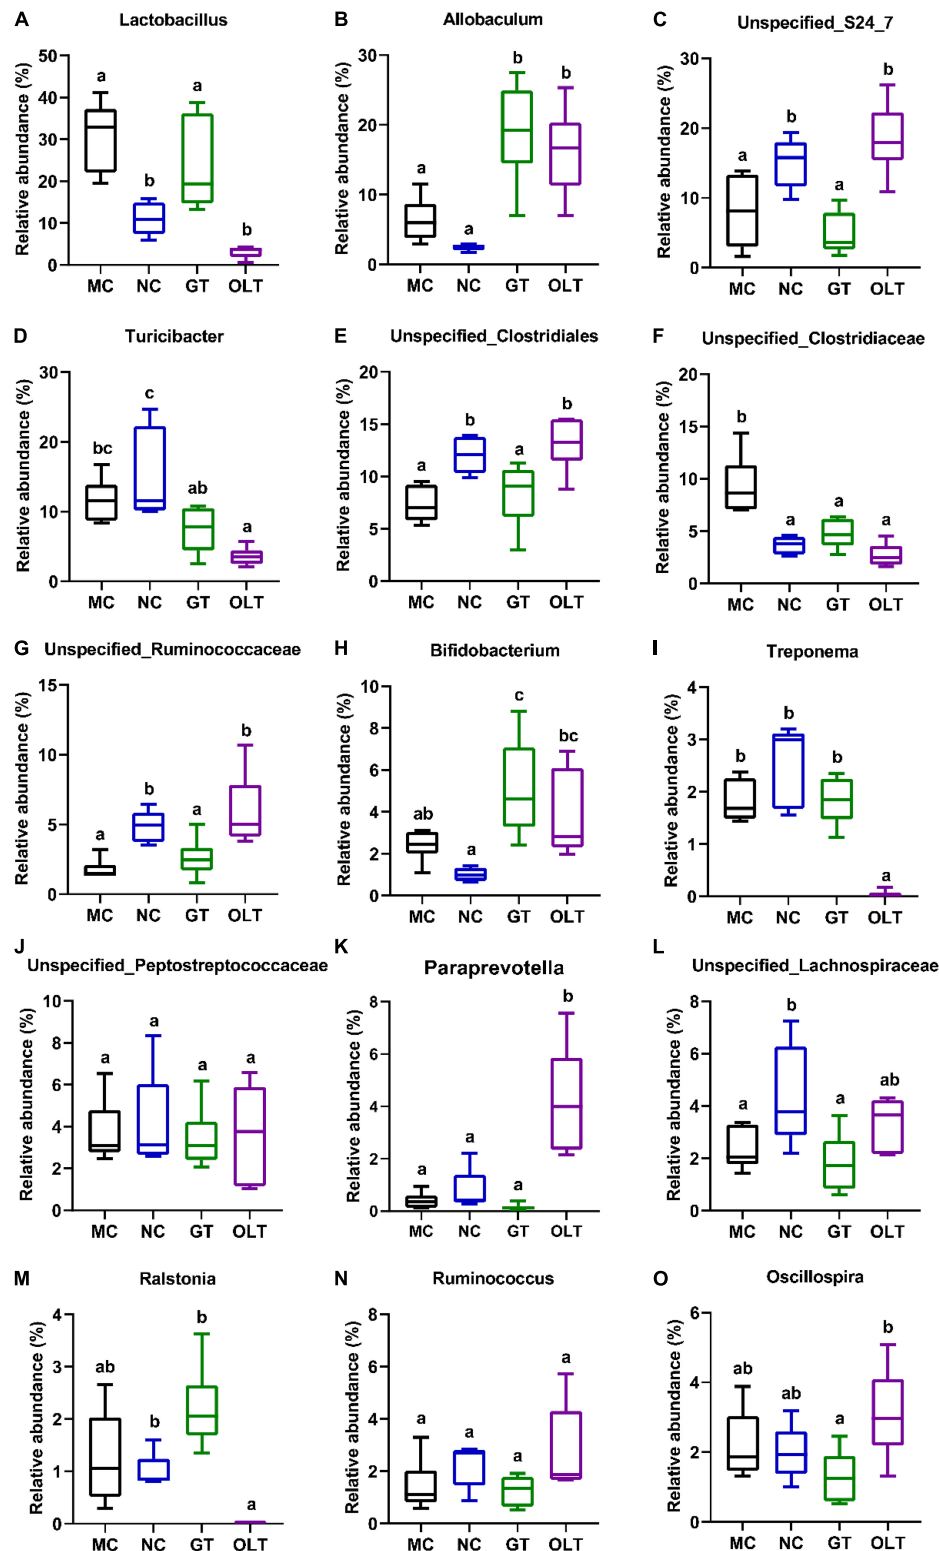 A Lactobacillus
Relative abundance (%)
50
40
30
20
10
0
a
b
a
b
MC NC GT OLT
B Allobaculum
Relative abundance (%)
30
20
10
0
a
a
b
b
MC NC GT OLT
C Unspecified_S24_7
Relative abundance (%)
30
20
10
0
a
b
a
b
MC NC GT OLT
D Turicibacter
Relative abundance (%)
30
20
10
0
bc
c
ab
a
MC NC GT OLT
E Unspecified_Clostridiales
Relative abundance (%)
20
15
10
5
0
a
b
a
b
MC NC GT OLT
F Unspecified_Clostridiaceae
Relative abundance (%)
20
15
10
5
0
b
a
a
a
MC NC GT OLT
G Unspecified_Ruminococcaceae
Relative abundance (%)
15
10
5
0
a
b
a
b
MC NC GT OLT
H Bifidobacterium
Relative abundance (%)
10
8
6
4
2
0
ab
a
c
bc
MC NC GT OLT
I Treponema
Relative abundance (%)
4
3
2
1
0
b
b
b
a
MC NC GT OLT
J Unspecified_Peptostreptococcaceae
Relative abundance (%)
10
8
6
4
2
0
a
a
a
a
MC NC GT OLT
K Paraprevotella
Relative abundance (%)
8
6
4
2
0
a
a
a
b
MC NC GT OLT
L Unspecified_Lachnospiraceae
Relative abundance (%)
8
6
4
2
0
a
b
a
ab
MC NC GT OLT
M Ralstonia
Relative abundance (%)
4
3
2
1
0
ab
b
b
a
MC NC GT OLT
N Ruminococcus
Relative abundance (%)
8
6
4
2
0
a
a
a
a
MC NC GT OLT
O Oscillospira
Relative abundance (%)
6
4
2
0
ab
ab
a
b
MC NC GT OLT